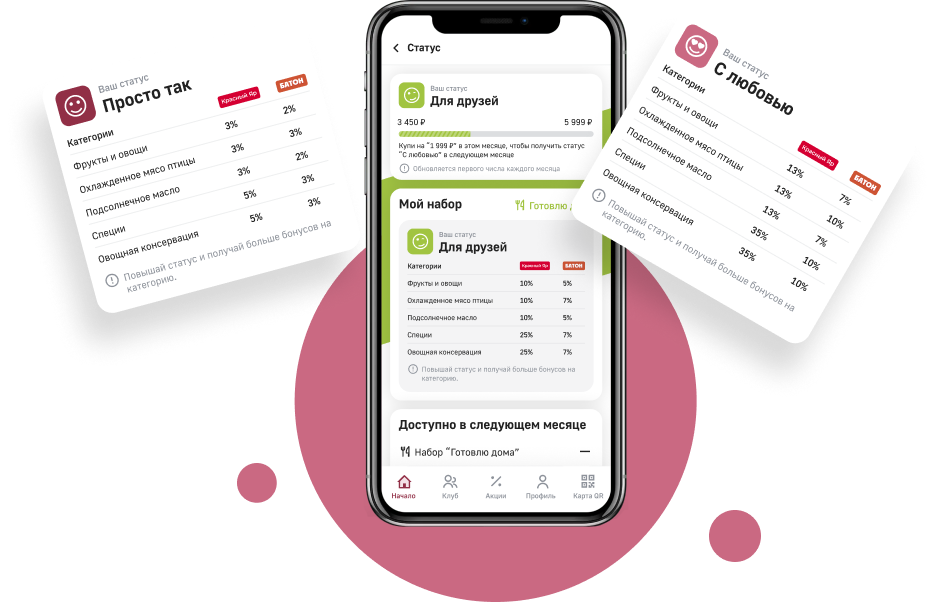 Ваш статус
Просто так
Категории Красный Яр БАТОН
Фрукты и овощи 3% 2%
Охлажденное мясо птицы 3% 3%
Подсолнечное масло 3% 2%
Специи 5% 3%
Овощная консервация 5% 3%
Повышай статус и получай больше бонусов на
категорию.
Статус
Ваш статус
Для друзей
3 450 ₽ 5 999 ₽
Купи на "1 999 ₽" в этом месяце, чтобы получить статус
"С любовью" в следующем месяце
Обновляется первого числа каждого месяца
Мой набор Готовлю д
Ваш статус
Для друзей
Категории Красный Яр БАТОН
Фрукты и овощи 10% 5%
Охлажденное мясо птицы 10% 7%
Подсолнечное масло 10% 5%
Специи 25% 7%
Овощная консервация 25% 7%
Повышай статус и получай больше бонусов на
категорию.
Доступно в следующем месяце
Набор "Готовлю дома"
Начало Клуб Акции Профиль Карта QR
Ваш статус
С любовью
Категории Красный Яр БАТОН
Фрукты и овощи 13% 7%
Охлажденное мясо птицы 13% 10%
Подсолнечное масло 13% 7%
Специи 35% 10%
Овощная консервация 35% 10%
Повышай статус и получай больше бонусов на
категорию.